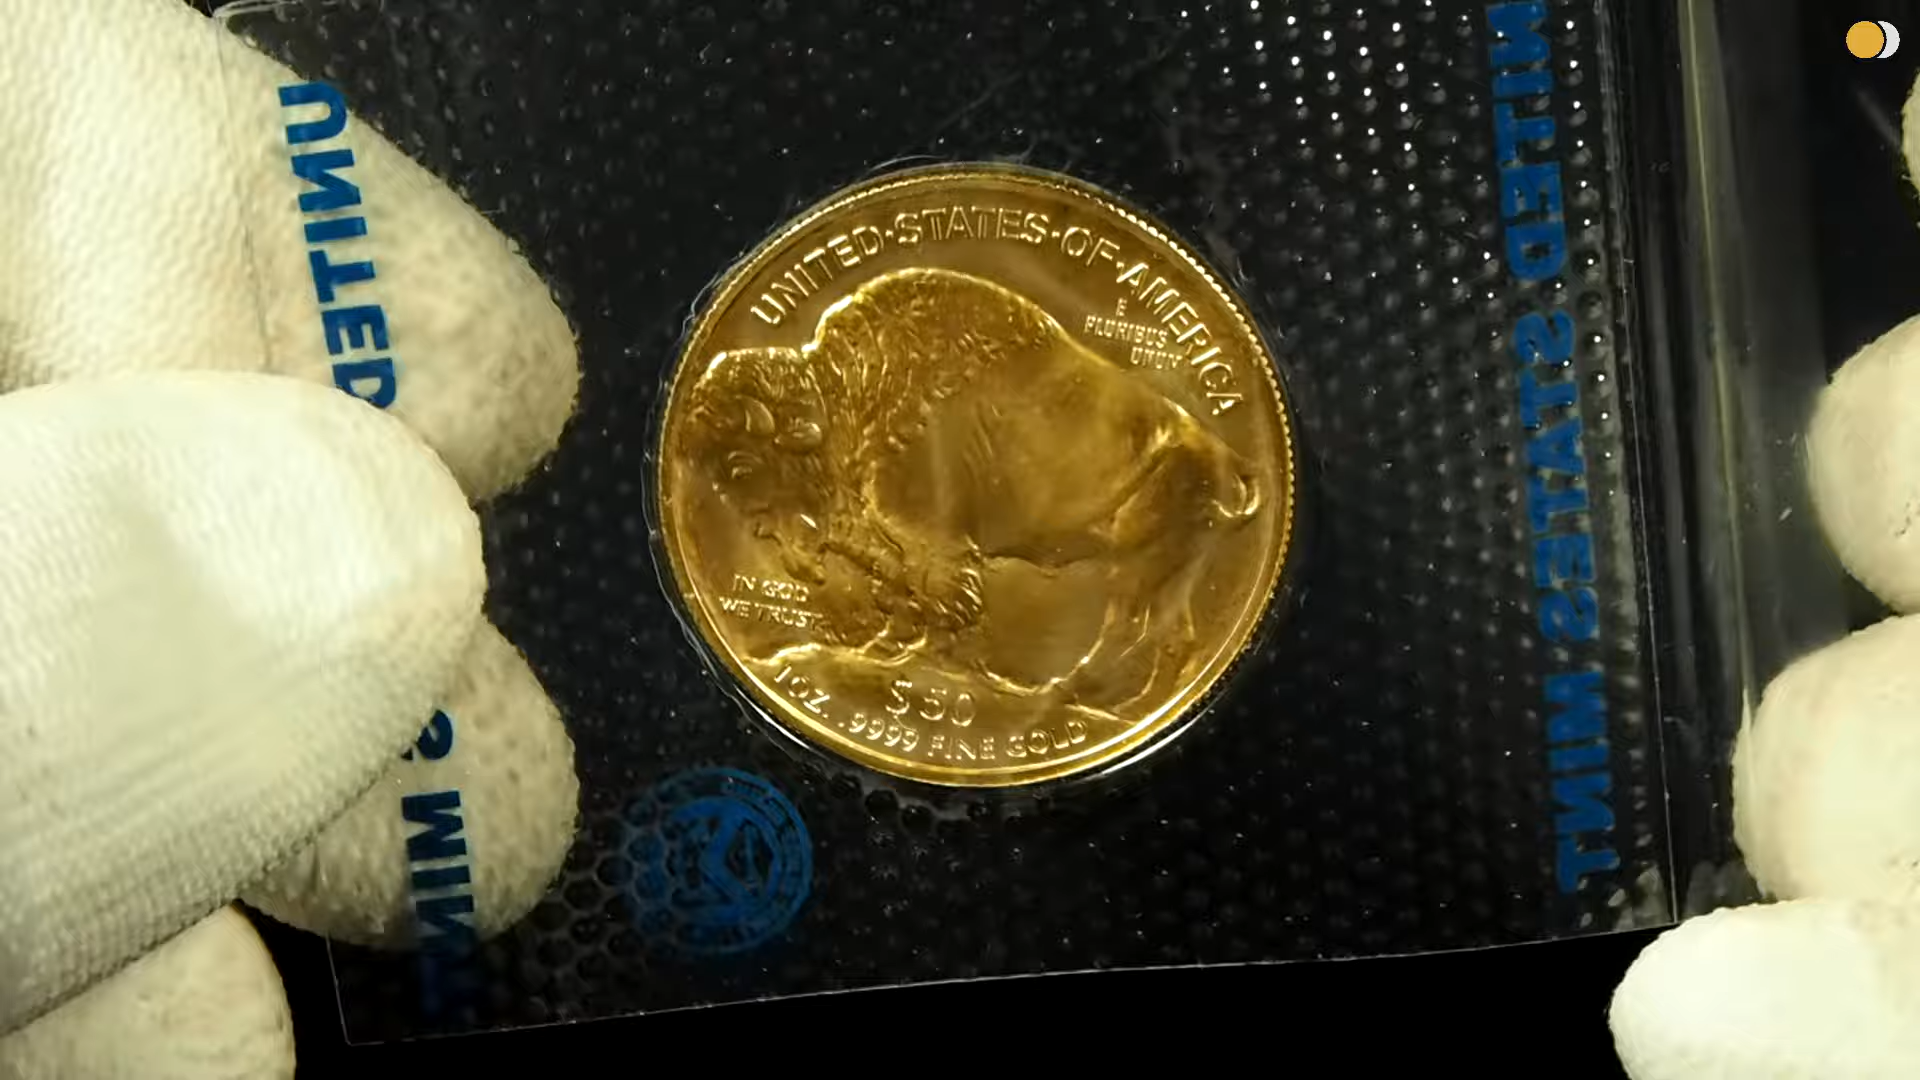 UNITED·STATES·OF·AMERICA
E
PLURIBUS
UNUM
IN GOD
WE TRUST
$50
1 OZ. .9999 FINE GOLD
UNITED
S MINT
UNITED STATES MINT